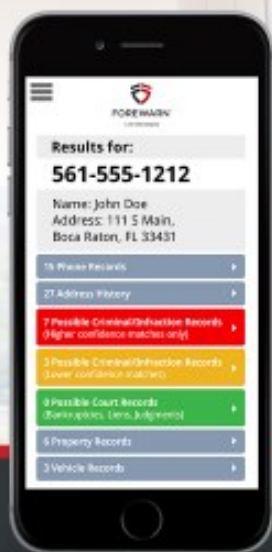 FOREWARN
Results for:
561-555-1212
Name: John Doe
Address: 111 S Main,
Boca Raton, FL 33431
15 Phone Records
27 Address History
7 Possible Criminal/Infraction Records
(Higher confidence matches only)
3 Possible Criminal/Infraction Records
(Lower confidence matches)
0 Possible Court Records
(Bankruptcies, Liens, Judgments)
6 Property Records
3 Vehicle Records